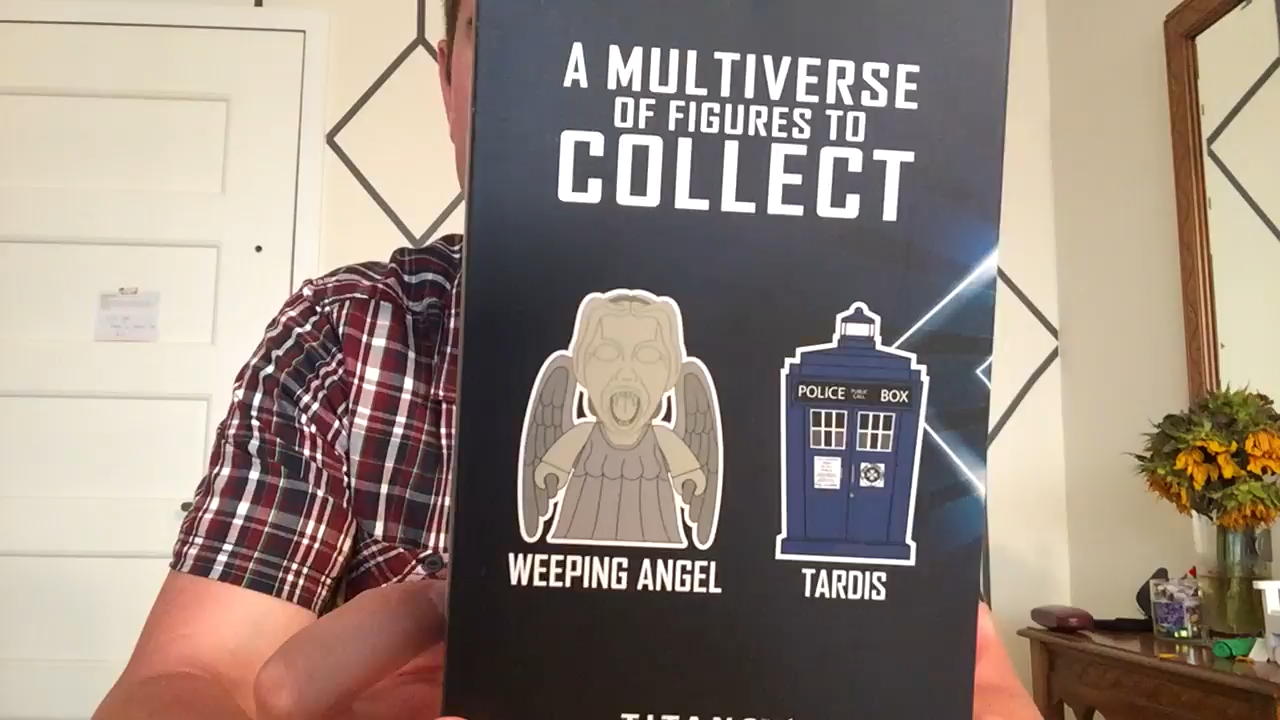 A MULTIVERSE
OF FIGURES TO
COLLECT
POLICE PUBLIC CALL BOX
WEEPING ANGEL
TARDIS